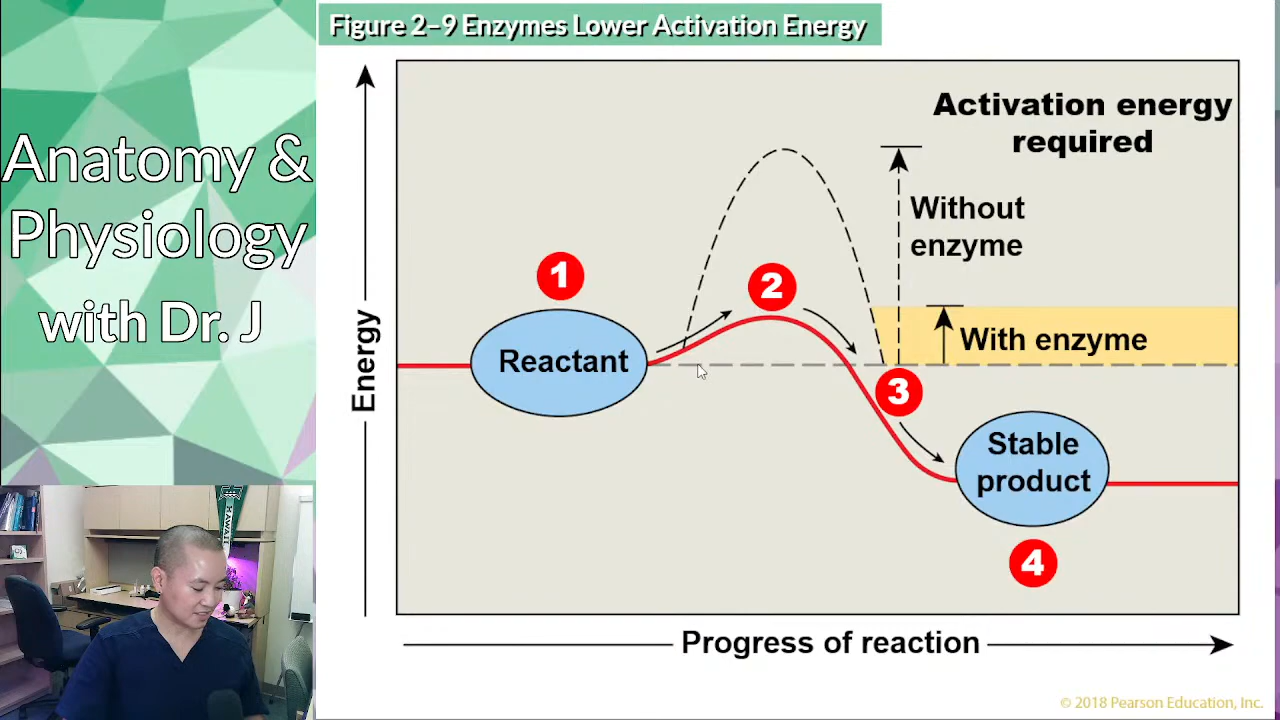 Anatomy &
Physiology
with Dr. J
HAWAII
Figure 2–9 Enzymes Lower Activation Energy
Energy
Activation energy
required
Without
enzyme
With enzyme
1
Reactant
2
3
Stable
product
4
Progress of reaction
© 2018 Pearson Education, Inc.